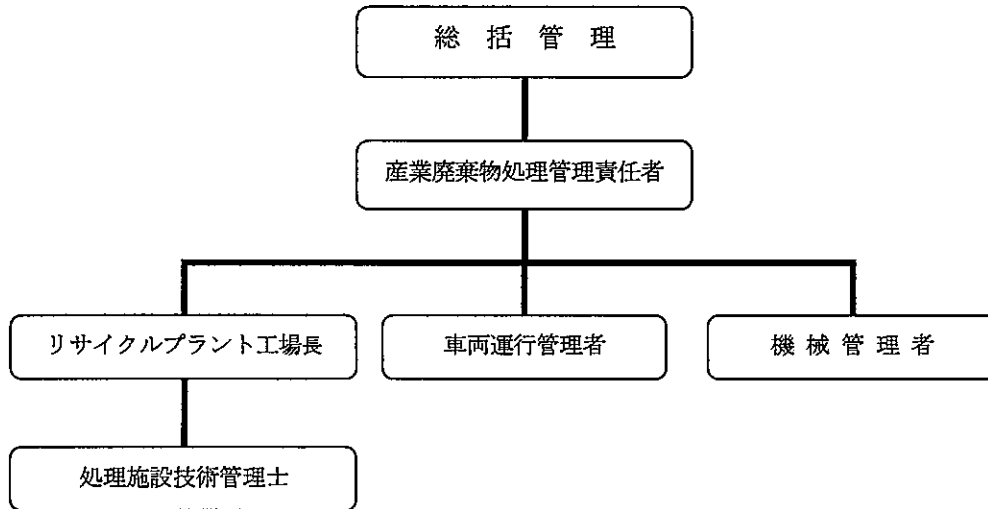 総括管理
産業廃棄物処理管理責任者
リサイクルプラント工場長
車両運行管理者
機械管理者
処理施設技術管理士